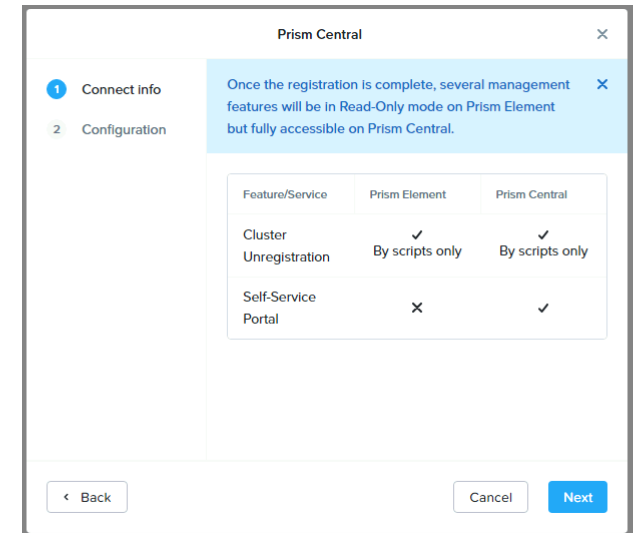 Prism Central
1 Connect info
2 Configuration
Once the registration is complete, several management
features will be in Read-Only mode on Prism Element
but fully accessible on Prism Central.
Feature/Service Prism Element Prism Central
Cluster
Unregistration
By scripts only By scripts only
Self-Service
Portal
Back Cancel Next